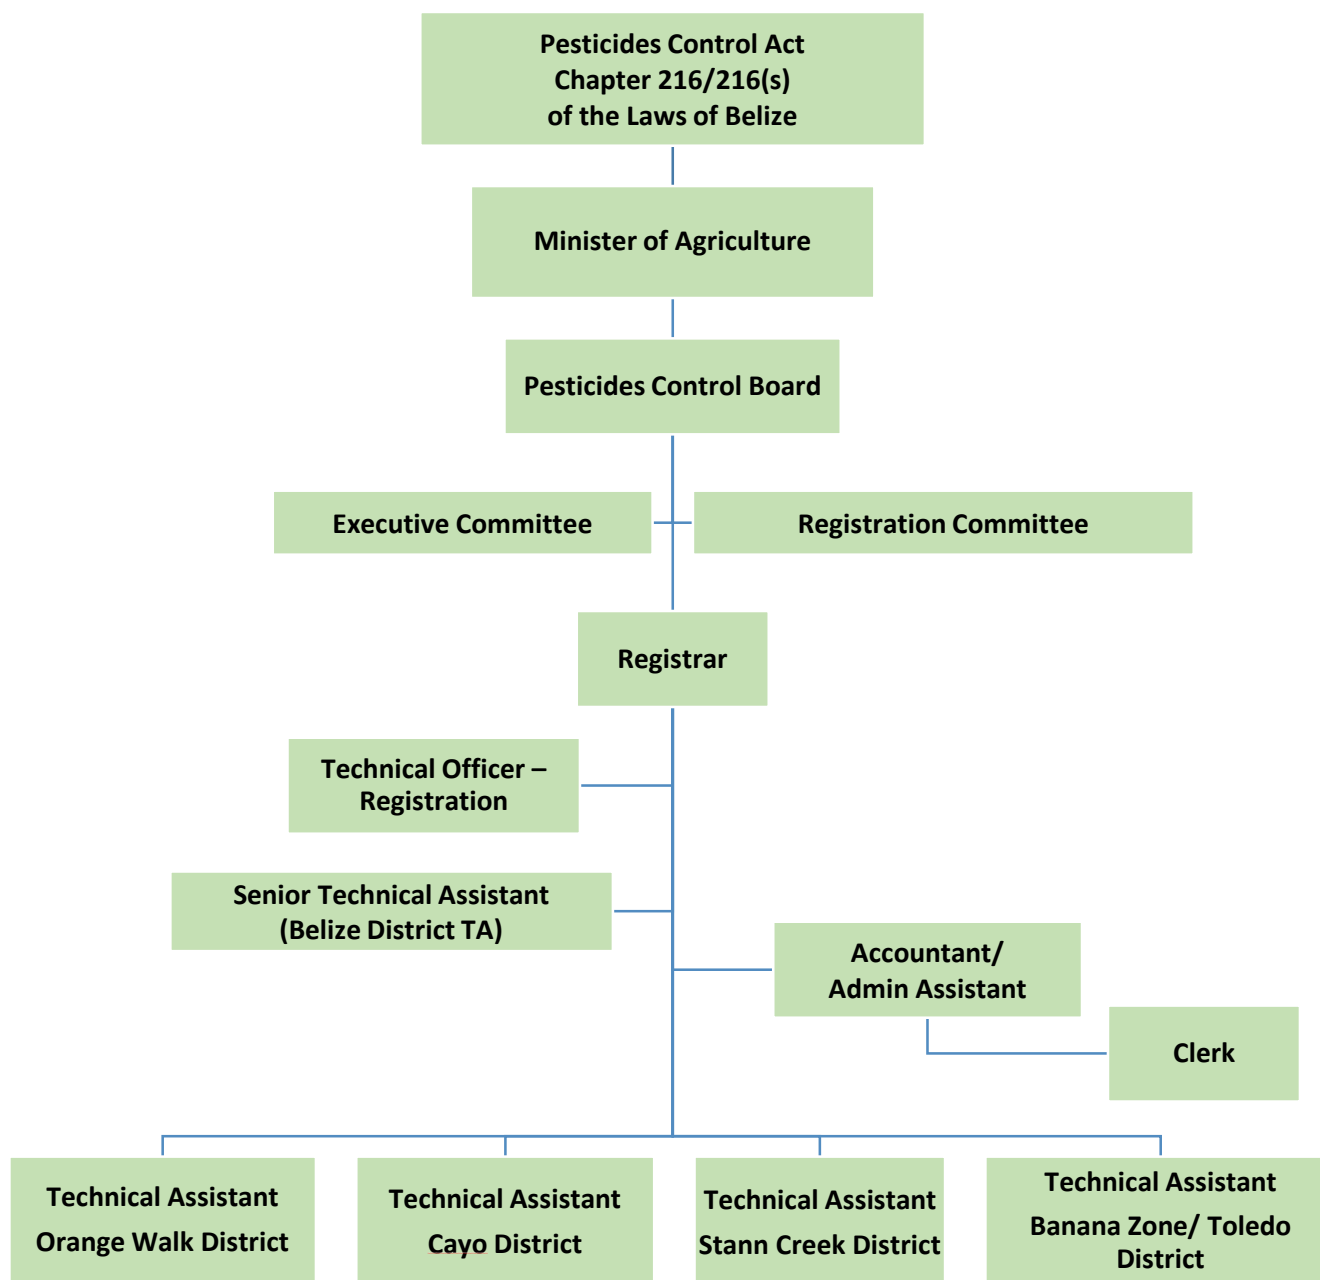 Pesticides Control Act
Chapter 216/216(s)
of the Laws of Belize
Minister of Agriculture
Pesticides Control Board
Executive Committee
Registration Committee
Registrar
Technical Officer –
Registration
Senior Technical Assistant
(Belize District TA)
Accountant/
Admin Assistant
Clerk
Technical Assistant
Orange Walk District
Technical Assistant
Cayo District
Technical Assistant
Stann Creek District
Technical Assistant
Banana Zone/ Toledo
District